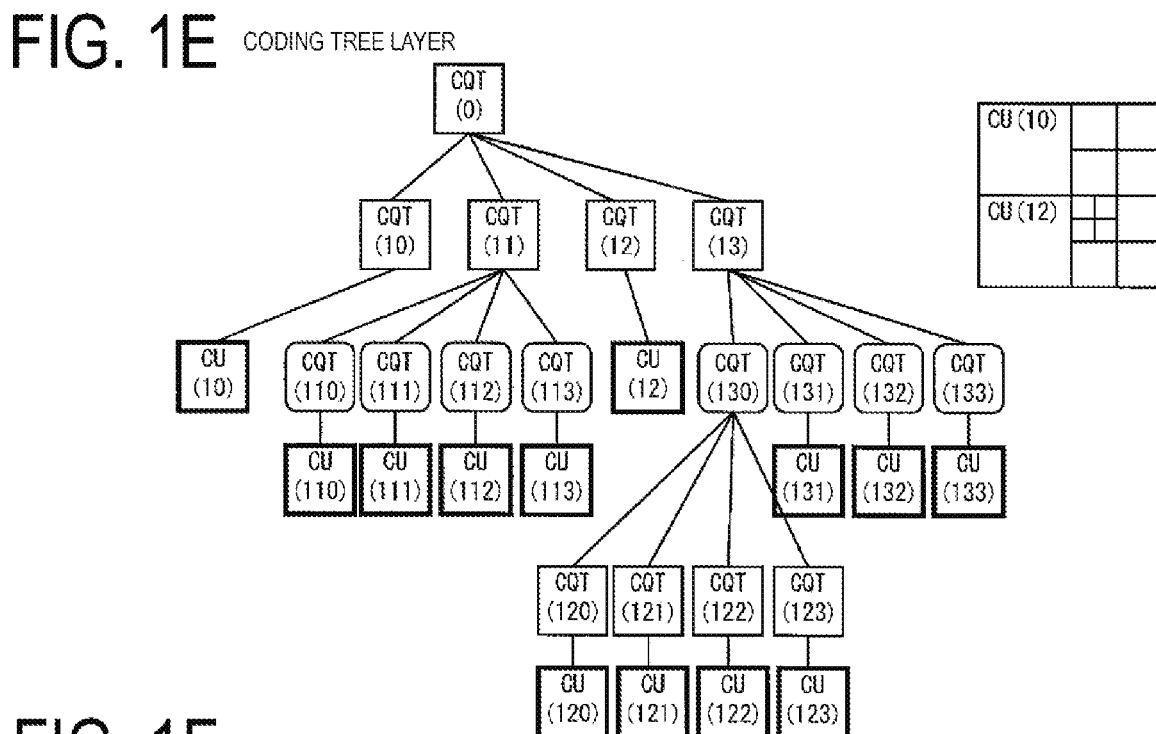 FIG. 1E CODING TREE LAYER
CQT
(0)
CU (10)
CU (12)
CQT
(10)
CQT
(11)
CQT
(12)
CQT
(13)
CU
(10)
CQT
(110)
CQT
(111)
CQT
(112)
CQT
(113)
CU
(12)
CQT
(130)
CQT
(131)
CQT
(132)
CQT
(133)
CU
(110)
CU
(111)
CU
(112)
CU
(113)
CU
(131)
CU
(132)
CU
(133)
CQT
(120)
CQT
(121)
CQT
(122)
CQT
(123)
CU
(120)
CU
(121)
CU
(122)
CU
(123)